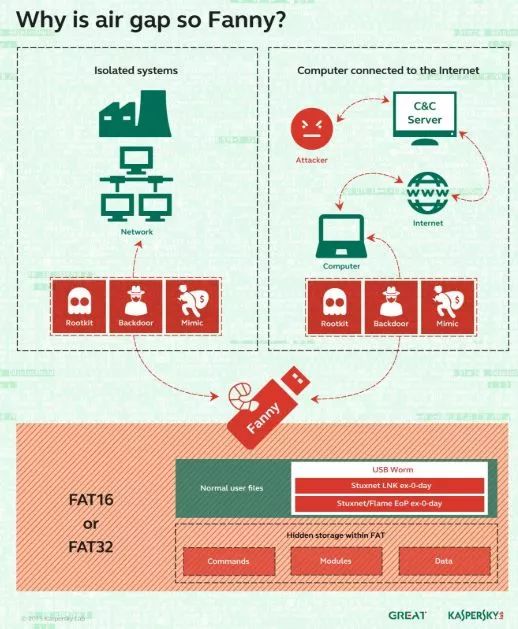 Why is air gap so Fanny?
Isolated systems
Network
Rootkit
Backdoor
Mimic
Computer connected to the Internet
C&C
Server
Attacker
www
Internet
Computer
Rootkit
Backdoor
Mimic
$
$
Fanny
FAT16
or
FAT32
Normal user files
USB Worm
Stuxnet LNK ex-0-day
Stuxnet/Flame EoP ex-0-day
Hidden storage within FAT
Commands
Modules
Data
© 2015 Kaspersky Lab
GREAT
KASPERSKY